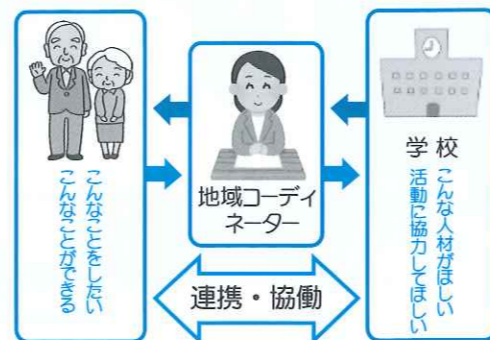 こんなことをしたい
こんなことができる
地域コーディ
ネーター
学校
こんな人材がほしい
活動に協力してほしい
連携・協働